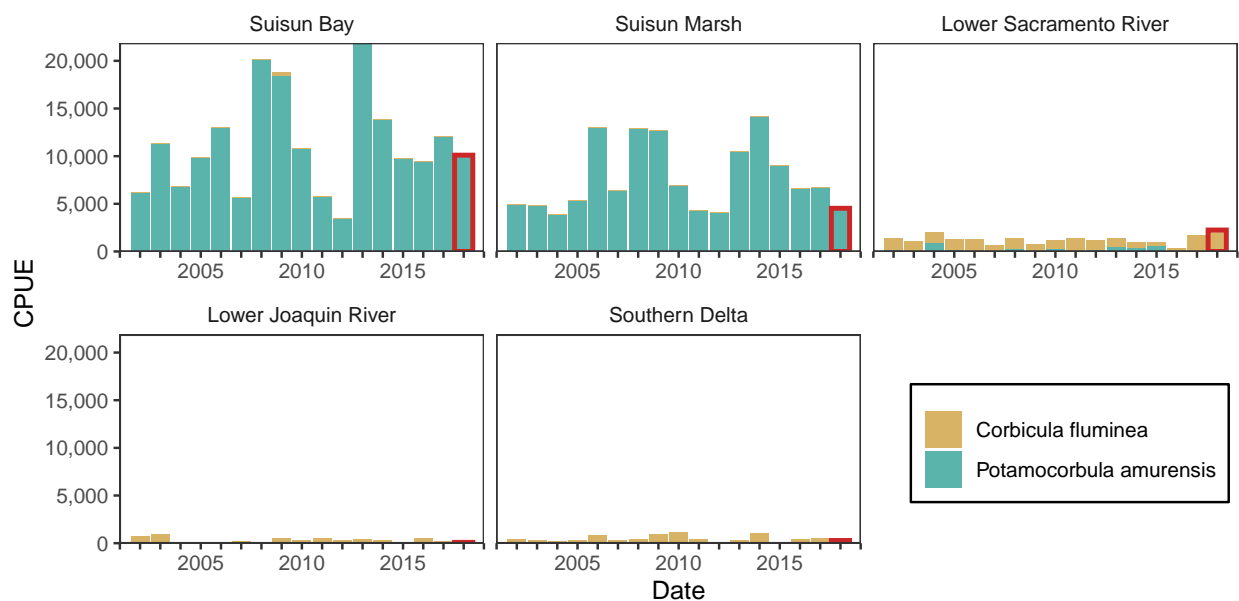 Suisun Bay
Suisun Marsh
Lower Sacramento River
20,000
15,000
10,000
5,000
0
2005
2010
2015
2005
2010
2015
2005
2010
2015
CPUE
Lower Joaquin River
Southern Delta
20,000
15,000
10,000
5,000
0
2005
2010
2015
2005
2010
2015
Corbicula fluminea
Potamocorbula amurensis
Date